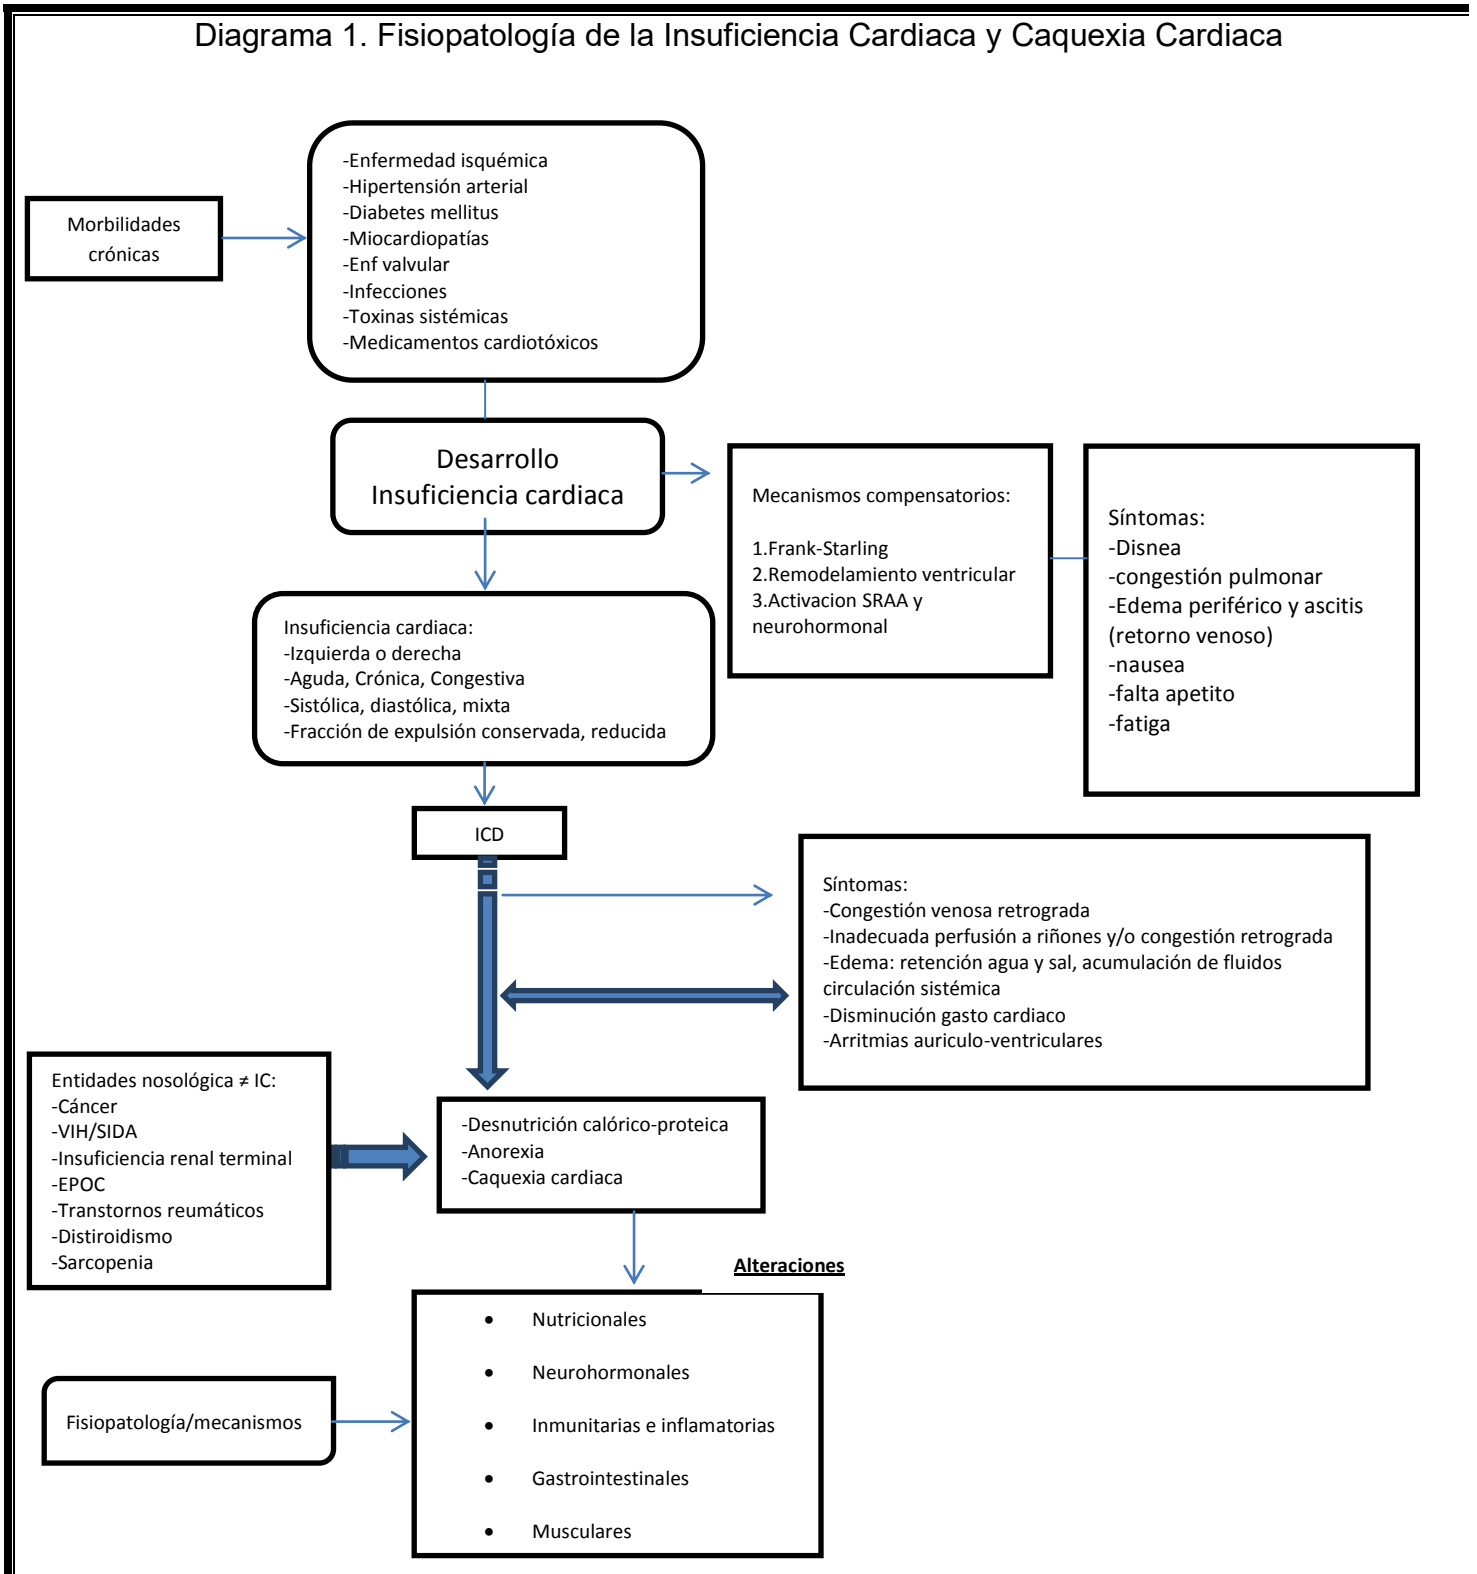 Diagrama 1. Fisiopatología de la Insuficiencia Cardiaca y Caquexia Cardiaca
Morbilidades
crónicas
-Enfermedad isquémica
-Hipertensión arterial
-Diabetes mellitus
-Miocardiopatías
-Enf valvular
-Infecciones
-Toxinas sistémicas
-Medicamentos cardiotóxicos
Desarrollo
Insuficiencia cardiaca
Mecanismos compensatorios:
1.Frank-Starling
2.Remodelamiento ventricular
3.Activacion SRAA y
neurohormonal
Síntomas:
-Disnea
-congestión pulmonar
-Edema periférico y ascitis
(retorno venoso)
-nausea
-falta apetito
-fatiga
Insuficiencia cardiaca:
-Izquierda o derecha
-Aguda, Crónica, Congestiva
-Sistólica, diastólica, mixta
-Fracción de expulsión conservada, reducida
ICD
Síntomas:
-Congestión venosa retrograda
-Inadecuada perfusión a riñones y/o congestión retrograda
-Edema: retención agua y sal, acumulación de fluidos
circulación sistémica
-Disminución gasto cardiaco
-Arritmias auriculo-ventriculares
Entidades nosológica ≠ IC:
-Cáncer
-VIH/SIDA
-Insuficiencia renal terminal
-EPOC
-Transtornos reumáticos
-Distiroidismo
-Sarcopenia
-Desnutrición calórico-proteica
-Anorexia
-Caquexia cardiaca
Alteraciones
• Nutricionales
• Neurohormonales
• Inmunitarias e inflamatorias
• Gastrointestinales
• Musculares
Fisiopatología/mecanismos